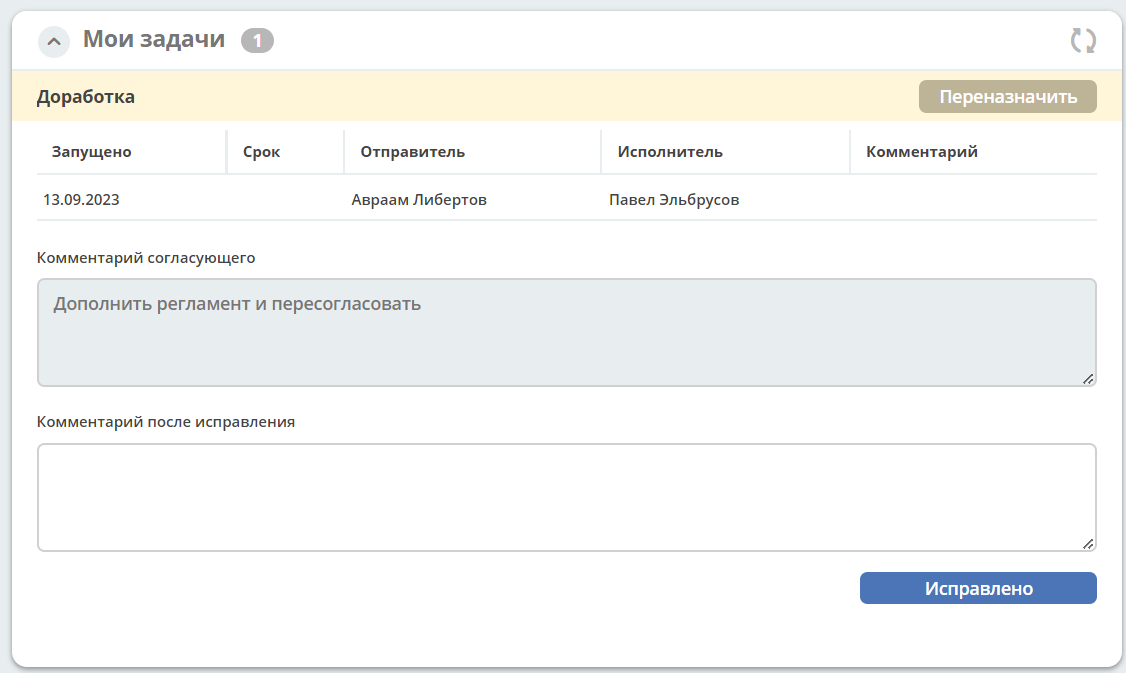 Мои задачи 1
Доработка Переназначить
Запущено Срок Отправитель Исполнитель Комментарий
13.09.2023 Авраам Либертов Павел Эльбрусов
Комментарий согласующего
Дополнить регламент и пересогласовать
Комментарий после исправления
Исправлено